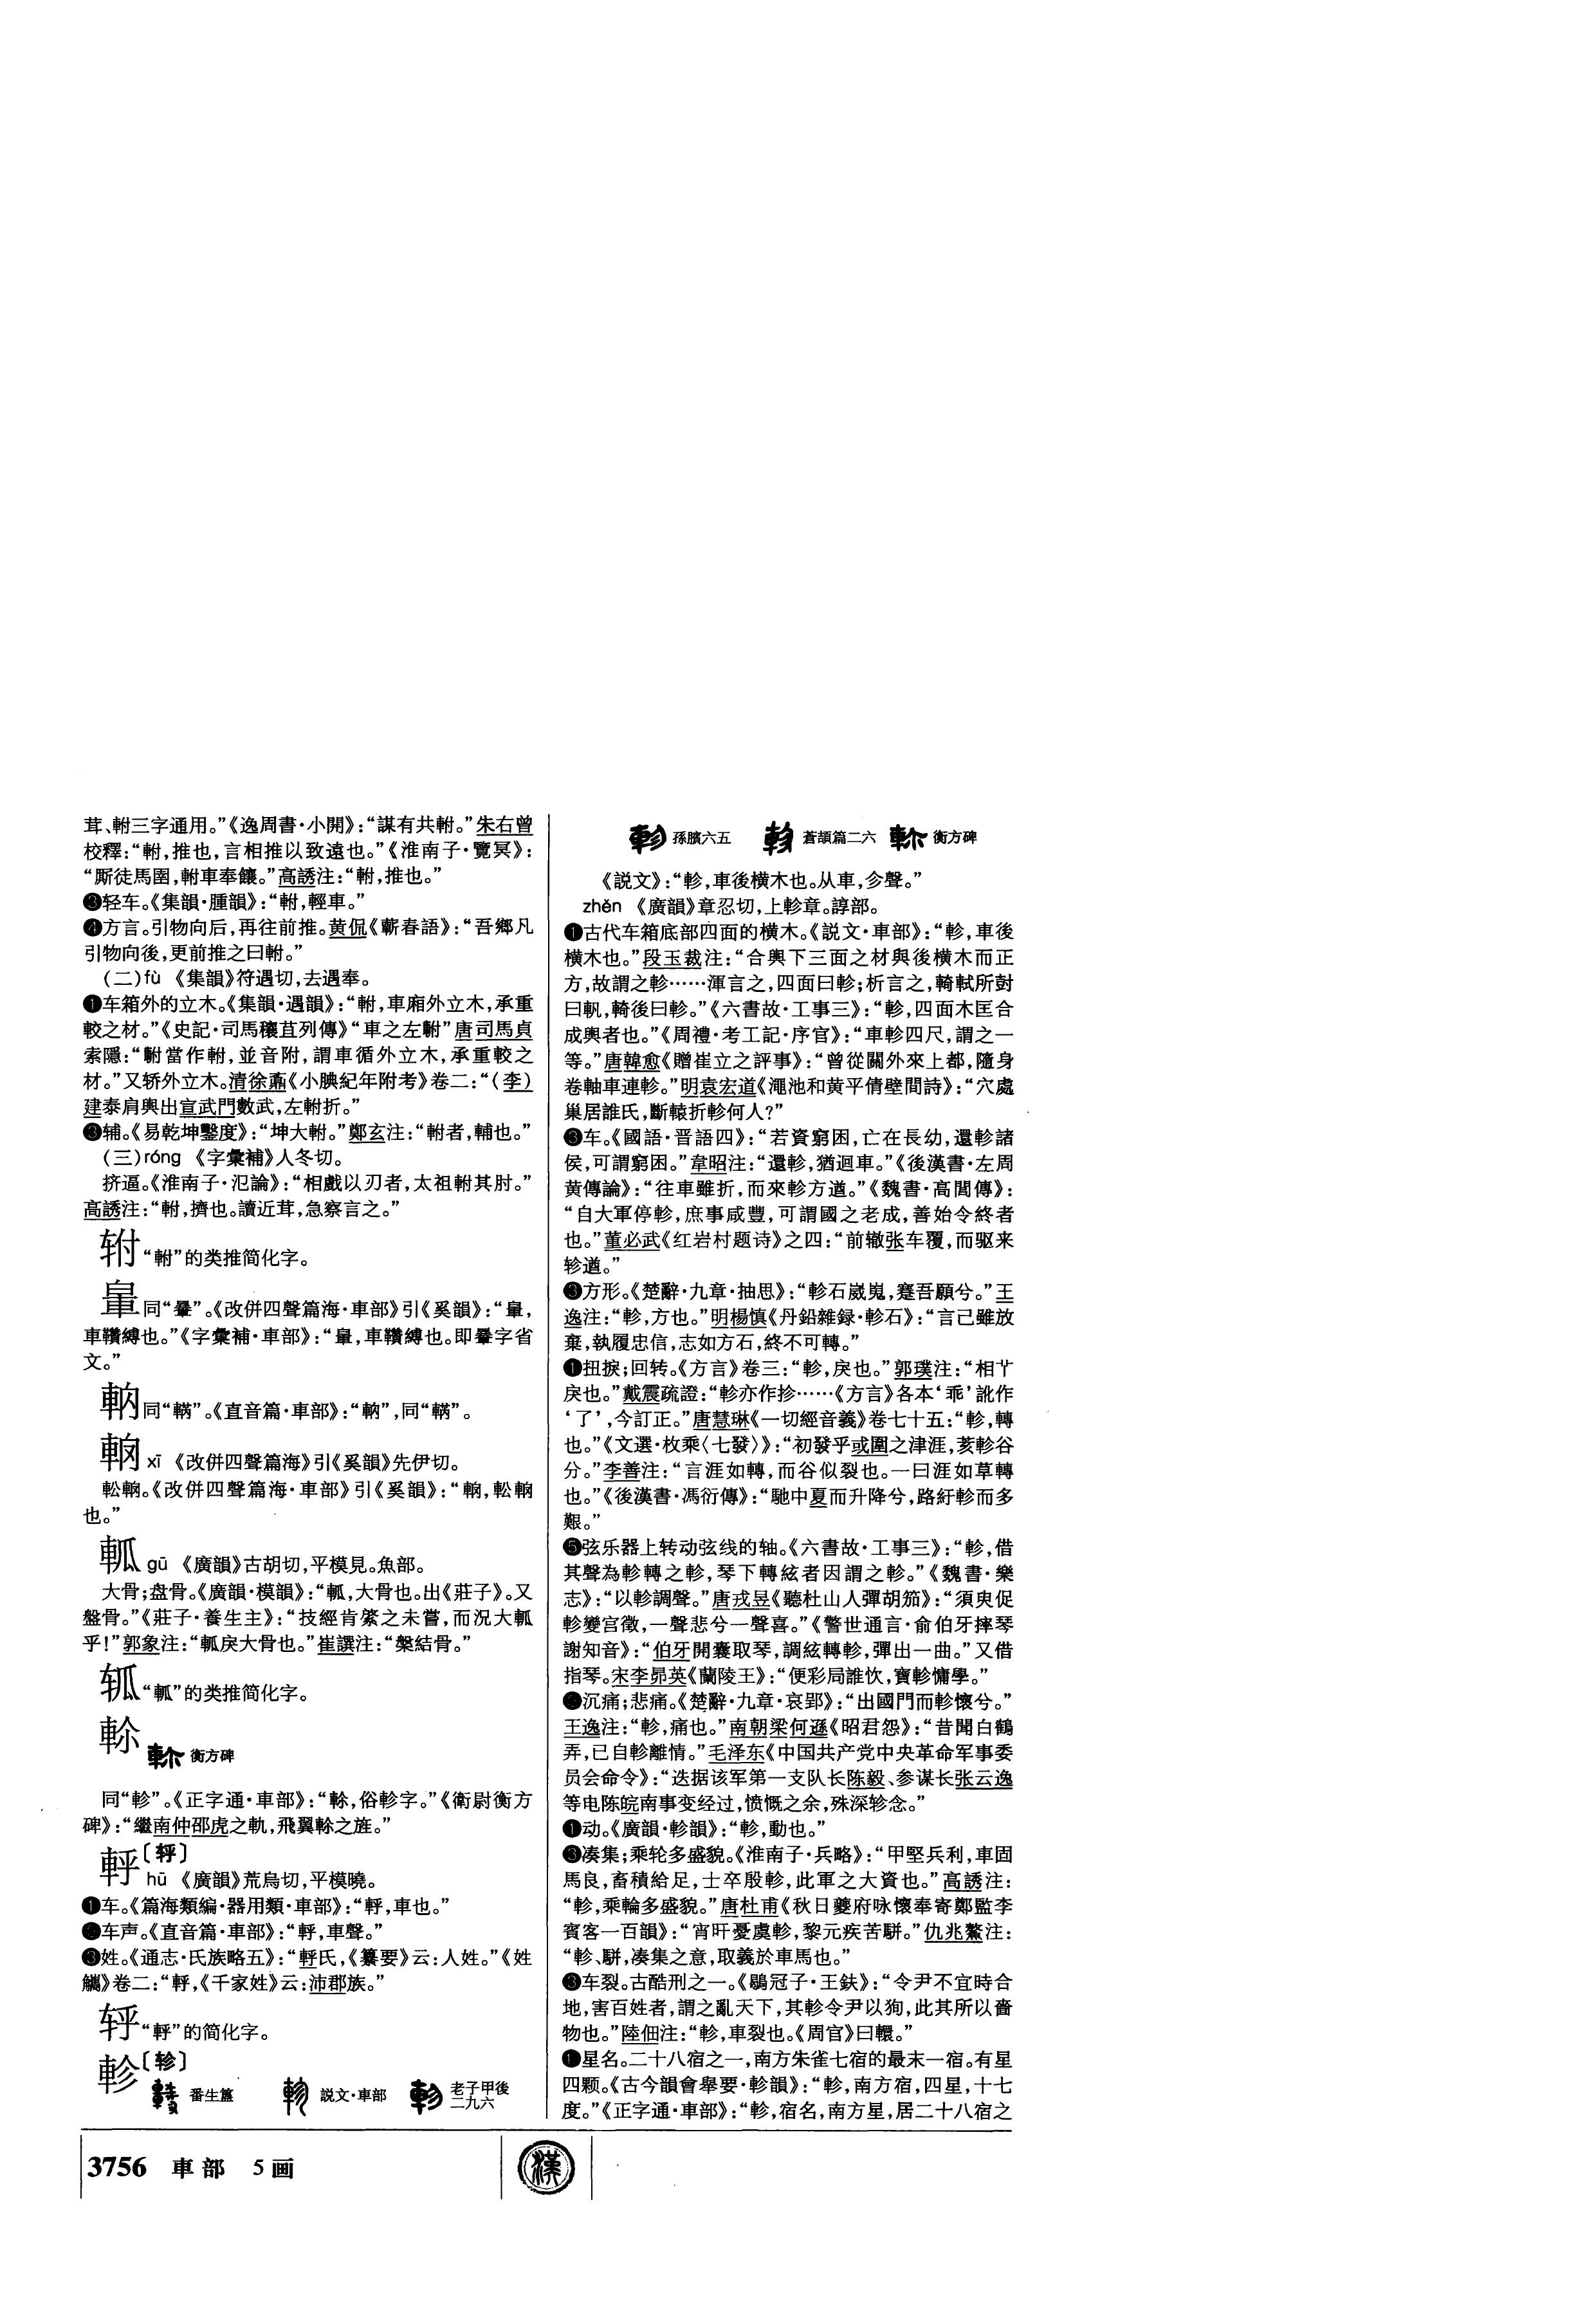 茸、軵三字通用。”《逸周書·小開》：“謀有共軵。”朱右曾
校釋：“軵，推也，言相推以致遠也。”《淮南子·覽冥》：
“厮徒馬圉，軵車奉饟。”高誘注：“軵，推也。”
❸轻车。《集韻·腫韻》：“軵，輕車。”
❹方言。引物向后，再往前推。黄侃《蘄春語》：“吾鄉凡
引物向後，更前推之曰軵。”
（二）fù 《集韻》符遇切，去遇奉。
❶车箱外的立木。《集韻·遇韻》：“軵，車廂外立木，承重
較之材。”《史記·司馬穰苴列傳》“車之左駙”唐司馬貞
索隱：“駙當作軵，並音附，謂車循外立木，承重較之
材。”又轿外立木。清徐鼒《小腆紀年附考》卷二：“（李）
建泰肩輿出宣武門數武，左軵折。”
❸辅。《易乾坤鑿度》：“坤大軵。”鄭玄注：“軵者，輔也。”
（三）róng 《字彙補》人冬切。
挤逼。《淮南子·氾論》：“相戲以刃者，太祖軵其肘。”
高誘注：“軵，擠也。讀近茸，急察言之。”
“軵”的类推简化字。
同“轝”。《改併四聲篇海·車部》引《奚韻》：“，
車鞼縛也。”《字彙補·車部》：“，車鞼縛也。即字省
文。”
軜同“”。《直音篇·車部》：“軜”，同“”。
xī 《改併四聲篇海》引《奚韻》先伊切。
䡆。《改併四聲篇海·車部》引《奚韻》：“，䡆
也。”
軱 gū 《廣韻》古胡切，平模見。魚部。
大骨；盘骨。《廣韻·模韻》：“軱，大骨也。出《莊子》。又
盤骨。”《莊子·養生主》：“技經肯綮之未嘗，而況大軱
乎！”郭象注：“軱戾大骨也。”崔譔注：“槃結骨。”
𰹲“軱”的类推简化字。
軫 衡方碑
同“軫”。《正字通·車部》：“，俗軫字。”《衛尉衡方
碑》：“繼南仲邵虎之軌，飛翼之旌。”
軤〔轷〕
hū 《廣韻》荒烏切，平模曉。
❶车。《篇海類編·器用類·車部》：“軤，車也。”
❷车声。《直音篇·車部》：“軤，車聲。”
❸姓。《通志·氏族略五》：“軤氏，《纂要》云：人姓。”《姓
觿》卷二：“軤，《千家姓》云：沛郡族。”
轷“軤”的简化字。
軫〔轸〕
番生簋 説文·車部 老子甲後二九六
孫臏六五 蒼頡篇二六 衡方碑
《説文》：“軫，車後横木也。从車，㐱聲。”
zhěn 《廣韻》章忍切，上軫章。諄部。
❶古代车箱底部四面的横木。《説文·車部》：“軫，車後
横木也。”段玉裁注：“合輿下三面之材與後横木而正
方，故謂之軫……渾言之，四面曰軫；析言之，輢軾所尌
曰軓，輢後曰軫。”《六書故·工事三》：“軫，四面木匡合
成輿者也。”《周禮·考工記·序官》：“車軫四尺，謂之一
等。”唐韓愈《贈崔立之評事》：“曾從關外來上都，隨身
卷軸車連軫。”明袁宏道《澠池和黄平倩壁間詩》：“穴處
巢居誰氏，斷轅折軫何人？”
❸车。《國語·晋語四》：“若資窮困，亡在長幼，還軫諸
侯，可謂窮困。”韋昭注：“還軫，猶迴車。”《後漢書·左周
黄傳論》：“往車雖折，而來軫方遒。”《魏書·高閭傳》：
“自大軍停軫，庶事咸豐，可謂國之老成，善始令終者
也。”董必武《红岩村题诗》之四：“前辙张车覆，而驱来
轸遒。”
❸方形。《楚辭·九章·抽思》：“軫石崴嵬，蹇吾願兮。”王
逸注：“軫，方也。”明楊慎《丹鉛雜録·軫石》：“言己雖放
棄，執履忠信，志如方石，終不可轉。”
❶扭捩；回转。《方言》卷三：“軫，戾也。”郭璞注：“相
戾也。”戴震疏證：“軫亦作抮……《方言》各本‘乖’訛作
‘了’，今訂正。”唐慧琳《一切經音義》卷七十五：“軫，轉
也。”《文選·枚乘〈七發〉》：“初發乎或圍之津涯，荄軫谷
分。”李善注：“言涯如轉，而谷似裂也。一曰涯如草轉
也。”《後漢書·馮衍傳》：“馳中夏而升降兮，路紆軫而多
艱。”
❺弦乐器上转动弦线的轴。《六書故·工事三》：“軫，借
其聲為軫轉之軫，琴下轉絃者因謂之軫。”《魏書·樂
志》：“以軫調聲。”唐戎昱《聽杜山人彈胡笳》：“須臾促
軫變宫徵，一聲悲兮一聲喜。”《警世通言·俞伯牙摔琴
謝知音》：“伯牙開囊取琴，調絃轉軫，彈出一曲。”又借
指琴。宋李昴英《蘭陵王》：“便彩局誰忺，寶軫慵學。”
❷沉痛；悲痛。《楚辭·九章·哀郢》：“出國門而軫懷兮。”
王逸注：“軫，痛也。”南朝梁何遜《昭君怨》：“昔聞白鶴
弄，已自軫離情。”毛泽东《中国共产党中央革命军事委
员会命令》：“迭据该军第一支队长陈毅、参谋长张云逸
等电陈皖南事变经过，愤慨之余，殊深轸念。”
❶动。《廣韻·軫韻》：“軫，動也。”
❸凑集；乘轮多盛貌。《淮南子·兵略》：“甲堅兵利，車固
馬良，畜積給足，士卒殷軫，此軍之大資也。”高誘注：
“軫，乘輪多盛貌。”唐杜甫《秋日夔府咏懷奉寄鄭監李
賓客一百韻》：“宵旰憂虞軫，黎元疾苦駢。”仇兆鰲注：
“軫、駢，凑集之意，取義於車馬也。”
❸车裂。古酷刑之一。《鶡冠子·王鈇》：“令尹不宜時合
地，害百姓者，謂之亂天下，其軫令尹以狥，此其所以嗇
物也。”陸佃注：“軫，車裂也。《周官》曰轘。”
❶星名。二十八宿之一，南方朱雀七宿的最末一宿。有星
四颗。《古今韻會舉要·軫韻》：“軫，南方宿，四星，十七
度。”《正字通·車部》：“軫，宿名，南方星，居二十八宿之
3756 車部 5画
漢